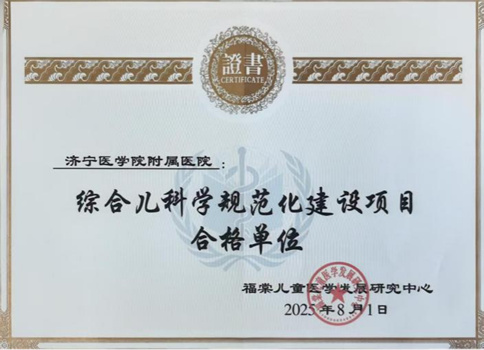 證書
CERTIFICATE
济宁医学院附属医院：
综合儿科学规范化建设项目
合格单位
福棠儿童医学发展研究中心
2025年8月1日